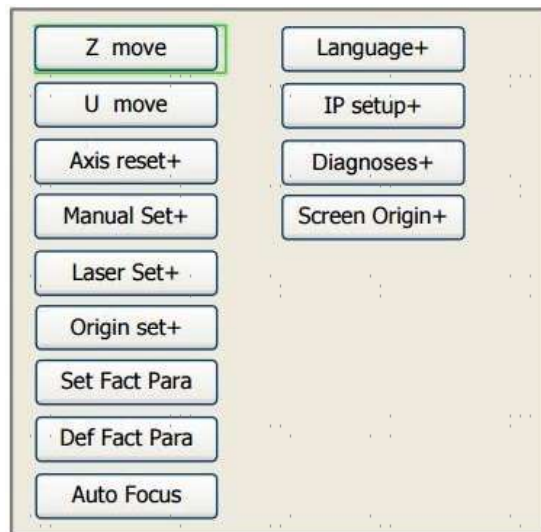 Z move
U move
Axis reset+
Manual Set+
Laser Set+
Origin set+
Set Fact Para
Def Fact Para
Auto Focus
Language+
IP setup+
Diagnoses+
Screen Origin+